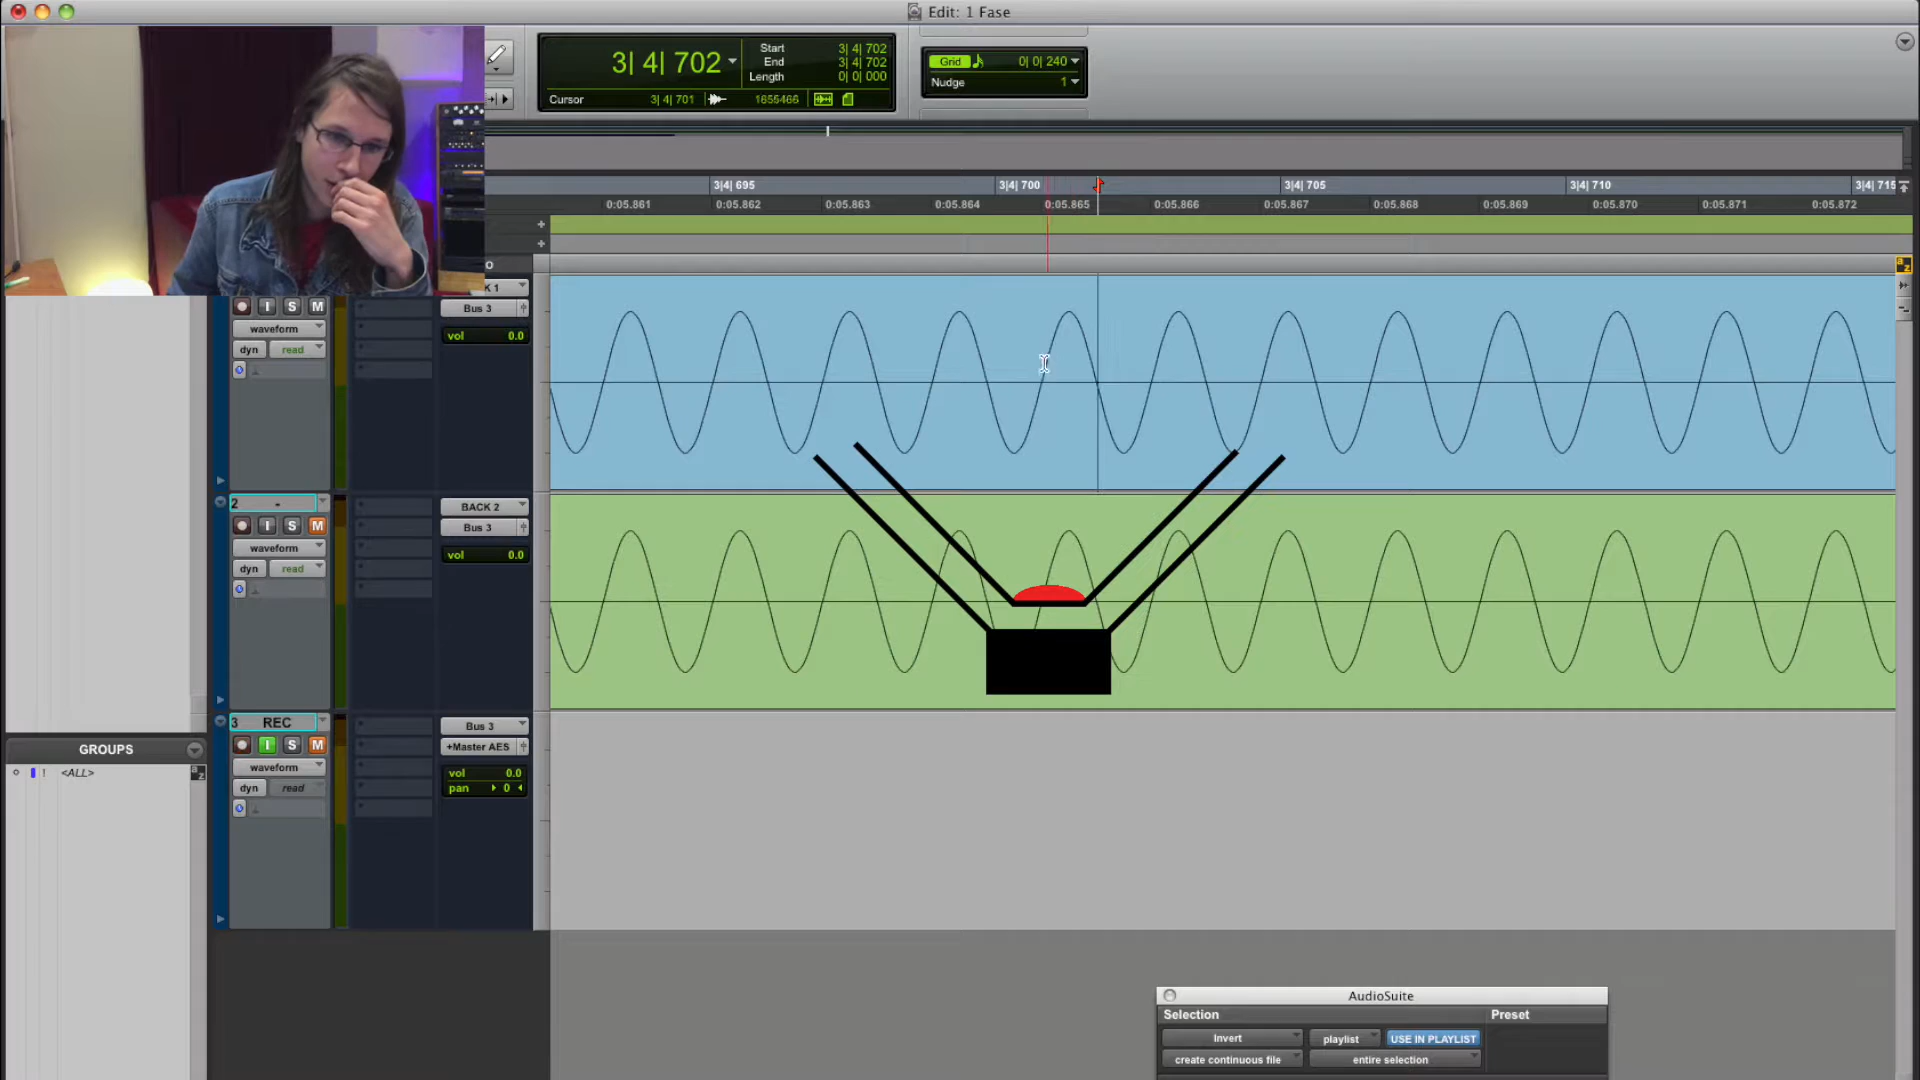 Edit: 1 Fase
3| 4| 702
Start 3| 4| 702
End 3| 4| 702
Length 0| 0| 000
Cursor 3| 4| 701 1655466
Grid 0| 0| 240
Nudge 1
3|4| 695 3|4| 700 3|4| 705 3|4| 710 3|4| 715
0:05.861 0:05.862 0:05.863 0:05.864 0:05.865 0:05.866 0:05.867 0:05.868 0:05.869 0:05.870 0:05.871 0:05.872
O
K 1
I S M
Bus 3
waveform
vol 0.0
dyn read
2 -
BACK 2
I S M
Bus 3
waveform
vol 0.0
dyn read
3 REC
Bus 3
I S M
+Master AES
waveform
vol 0.0
dyn read
pan 0
GROUPS
! <ALL>
a z
AudioSuite
Selection Preset
Invert playlist USE IN PLAYLIST
create continuous file entire selection